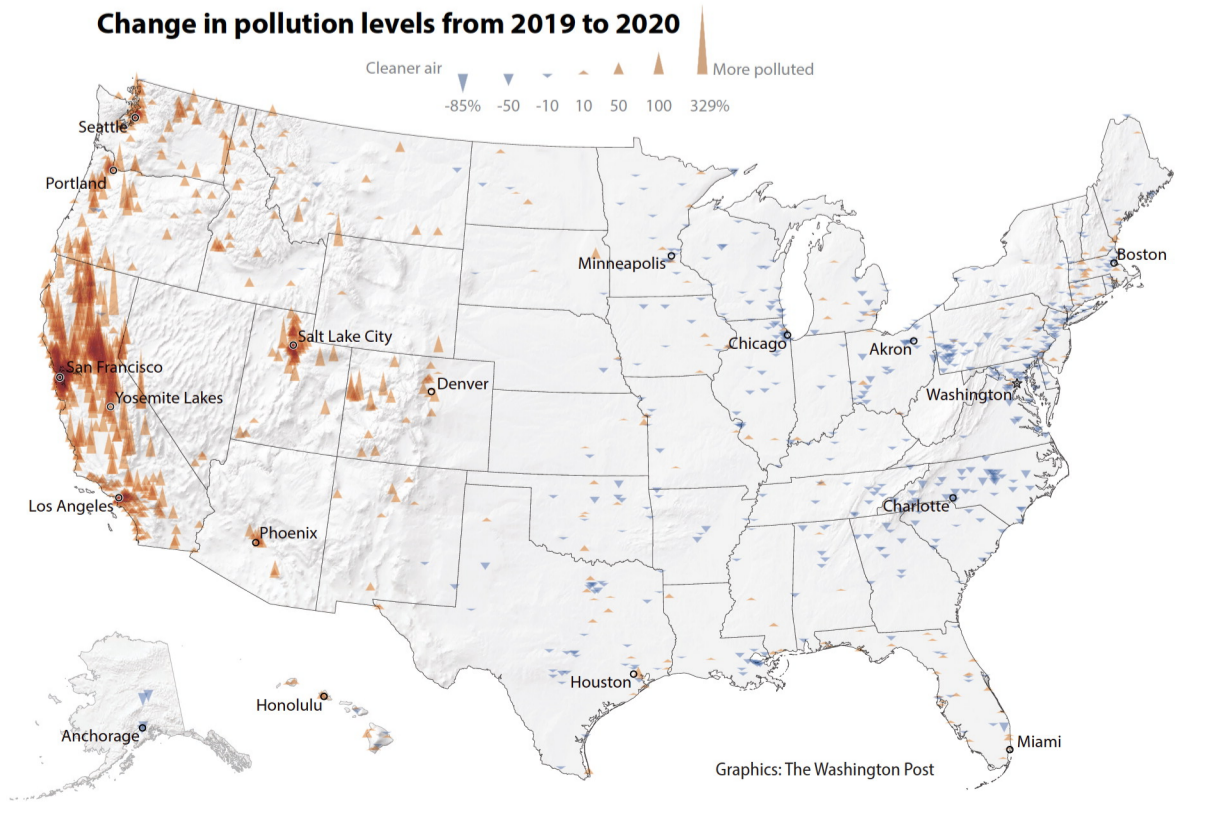 Change in pollution levels from 2019 to 2020
Cleaner air
More polluted
-85% -50 -10 10 50 100 329%
Seattle
Portland
Minneapolis
Boston
Salt Lake City
Chicago
Akron
San Francisco
Denver
Yosemite Lakes
Washington
Los Angeles
Charlotte
Phoenix
Houston
Honolulu
Anchorage
Miami
Graphics: The Washington Post